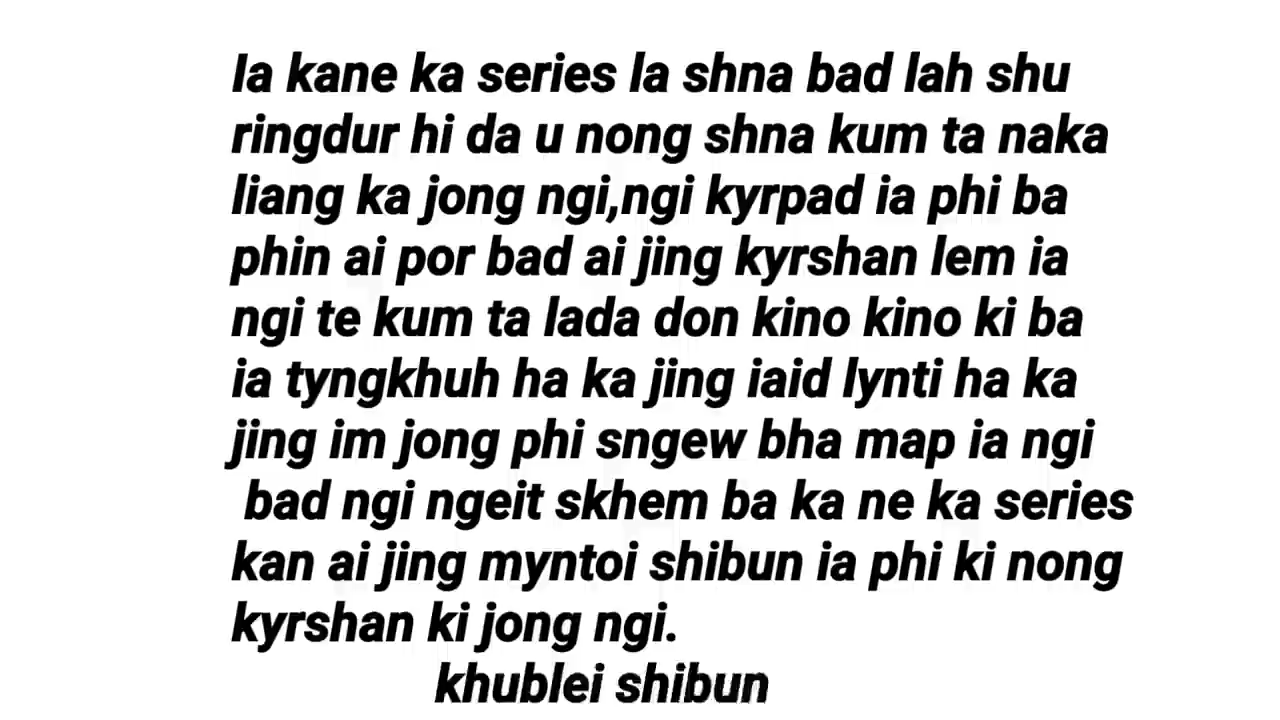 Ia kane ka series la shna bad lah shu
ringdur hi da u nong shna kum ta naka
liang ka jong ngi,ngi kyrpad ia phi ba
phin ai por bad ai jing kyrshan lem ia
ngi te kum ta lada don kino kino ki ba
ia tyngkhuh ha ka jing iaid lynti ha ka
jing im jong phi sngew bha map ia ngi
bad ngi ngeit skhem ba ka ne ka series
kan ai jing myntoi shibun ia phi ki nong
kyrshan ki jong ngi.
khublei shibun